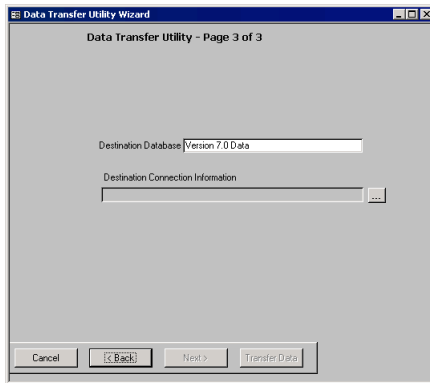 Data Transfer Utility Wizard
Data Transfer Utility - Page 3 of 3
Destination Database Version 7.0 Data
Destination Connection Information
...
Cancel < Back Next > Transfer Data